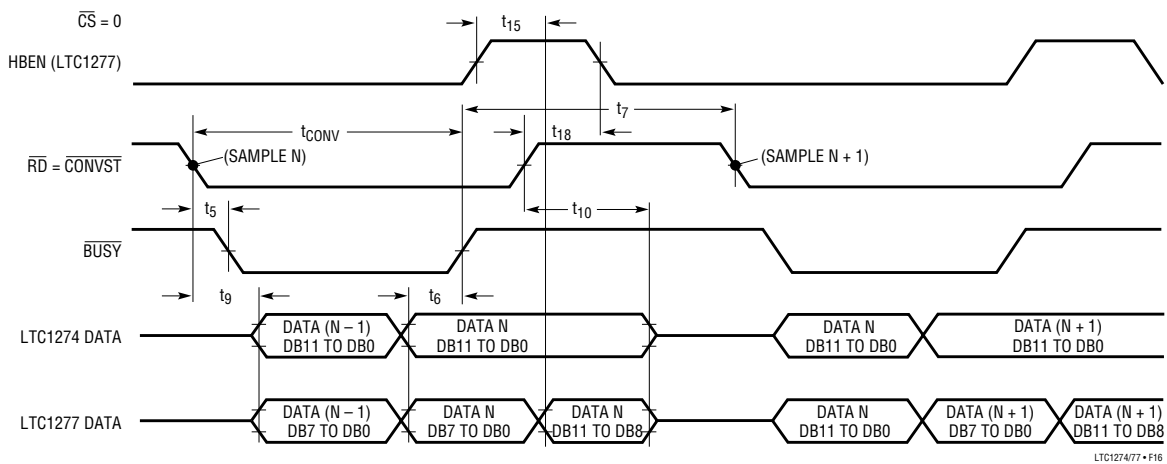 CS = 0
t15
HBEN (LTC1277)
t7
tCONV
t18
(SAMPLE N)
(SAMPLE N + 1)
RD = CONVST
t5
t10
BUSY
t9
t6
LTC1274 DATA
DATA (N – 1)
DB11 TO DB0
DATA N
DB11 TO DB0
DATA N
DB11 TO DB0
DATA (N + 1)
DB11 TO DB0
LTC1277 DATA
DATA (N – 1)
DB7 TO DB0
DATA N
DB7 TO DB0
DATA N
DB11 TO DB8
DATA N
DB11 TO DB0
DATA (N + 1)
DB7 TO DB0
DATA (N + 1)
DB11 TO DB8
LTC1274/77 • F16